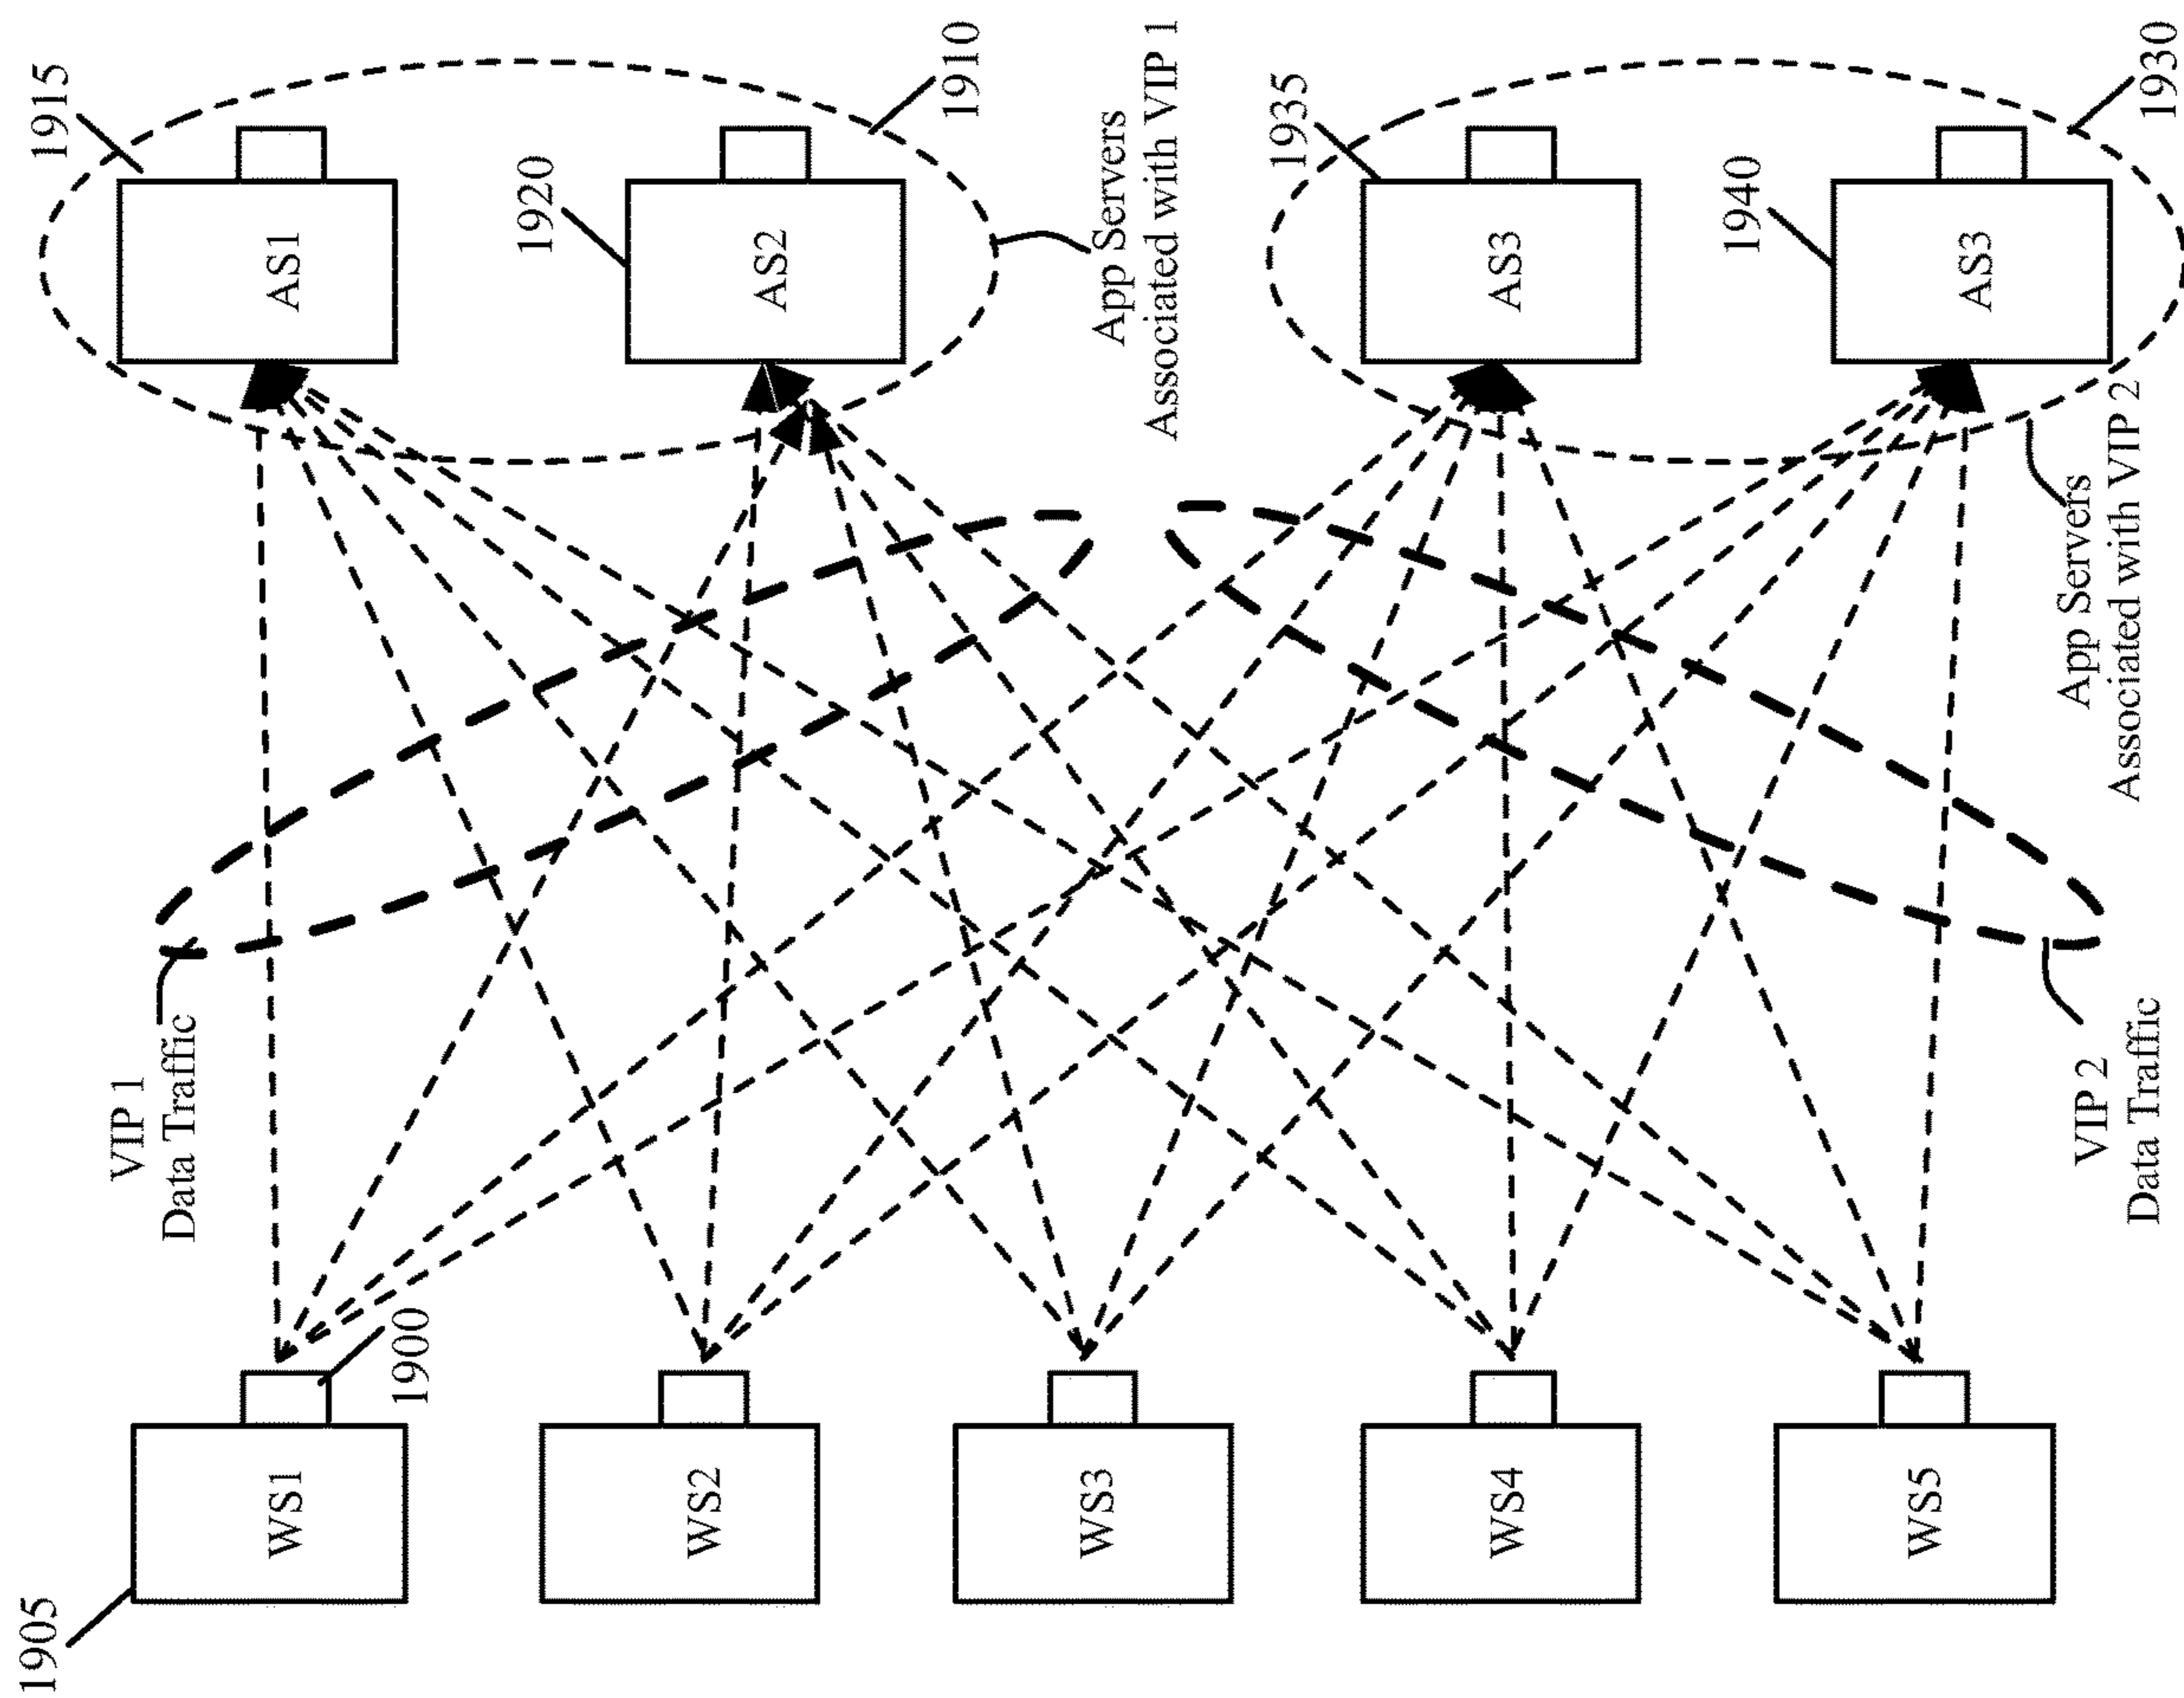 1905
WS1
1900
WS2
WS3
WS4
WS5
VIP 1
Data Traffic
VIP 2
Data Traffic
1915
AS1
1920
AS2
1910
App Servers
Associated with VIP 1
1935
AS3
1940
AS3
1930
App Servers
Associated with VIP 2